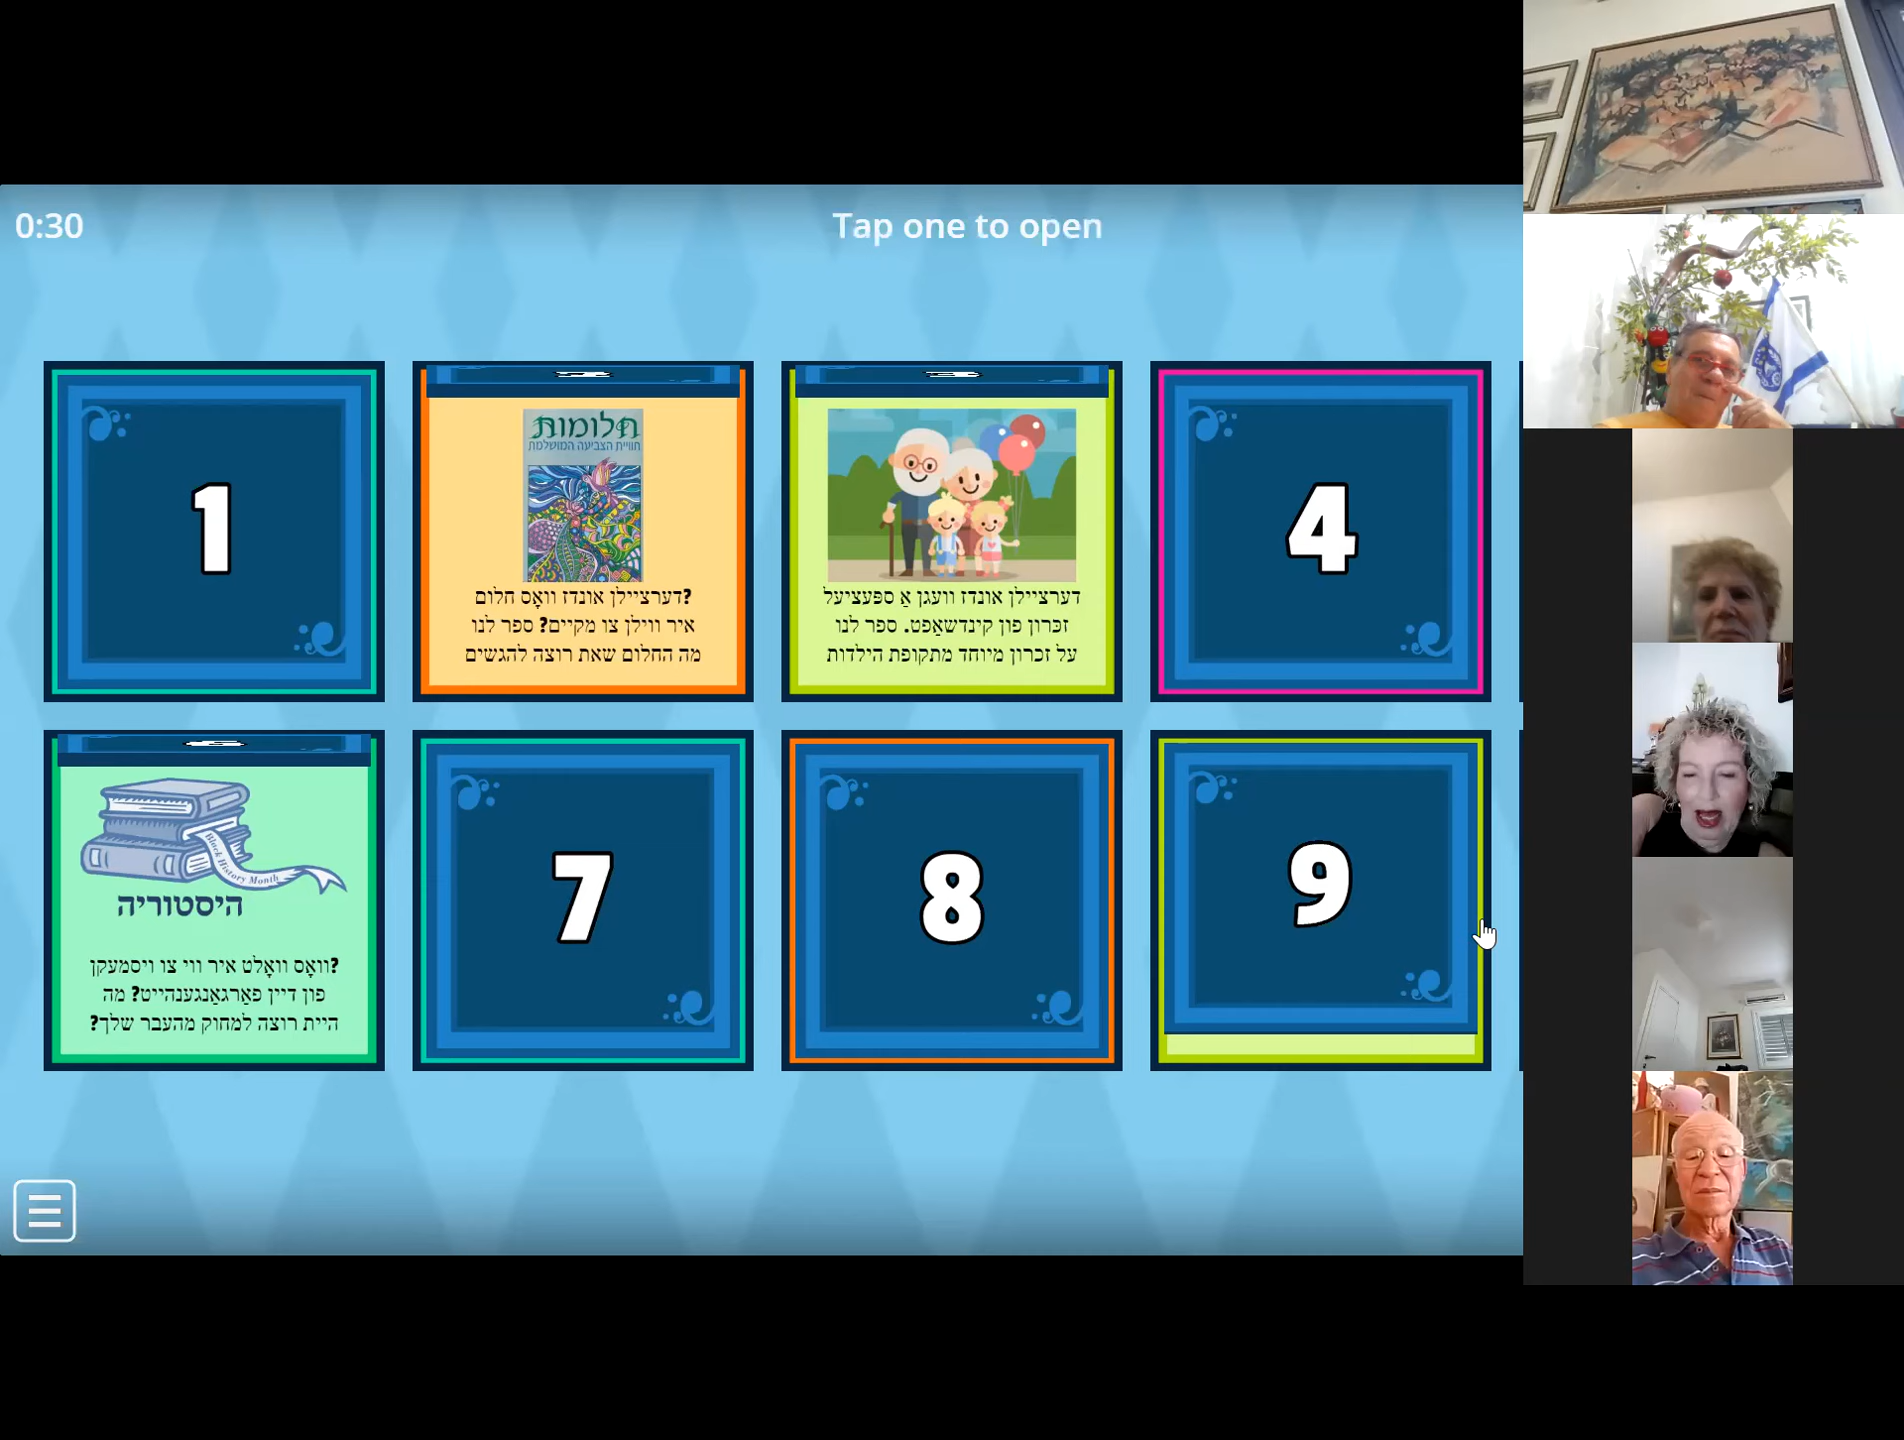 0:30
Tap one to open
1
חלומות
חוויית הצביעה המושלמת
?דערציילן אונדז וואָס חלום
איר ווילן צו מקיים? ספר לנו
מה החלום שאת רוצה להגשים
דערציילן אונדז וועגן אַ ספּעציעל
זכּרון פון קינדשאַפט. ספר לנו
על זכרון מיוחד מתקופת הילדות
4
Black History Month
היסטוריה
?וואָס וואָלט איר ווי צו ויסמעקן
פון דיין פאַרגאַנגענהייט? מה
היית רוצה למחוק מהעבר שלך?
7
8
9